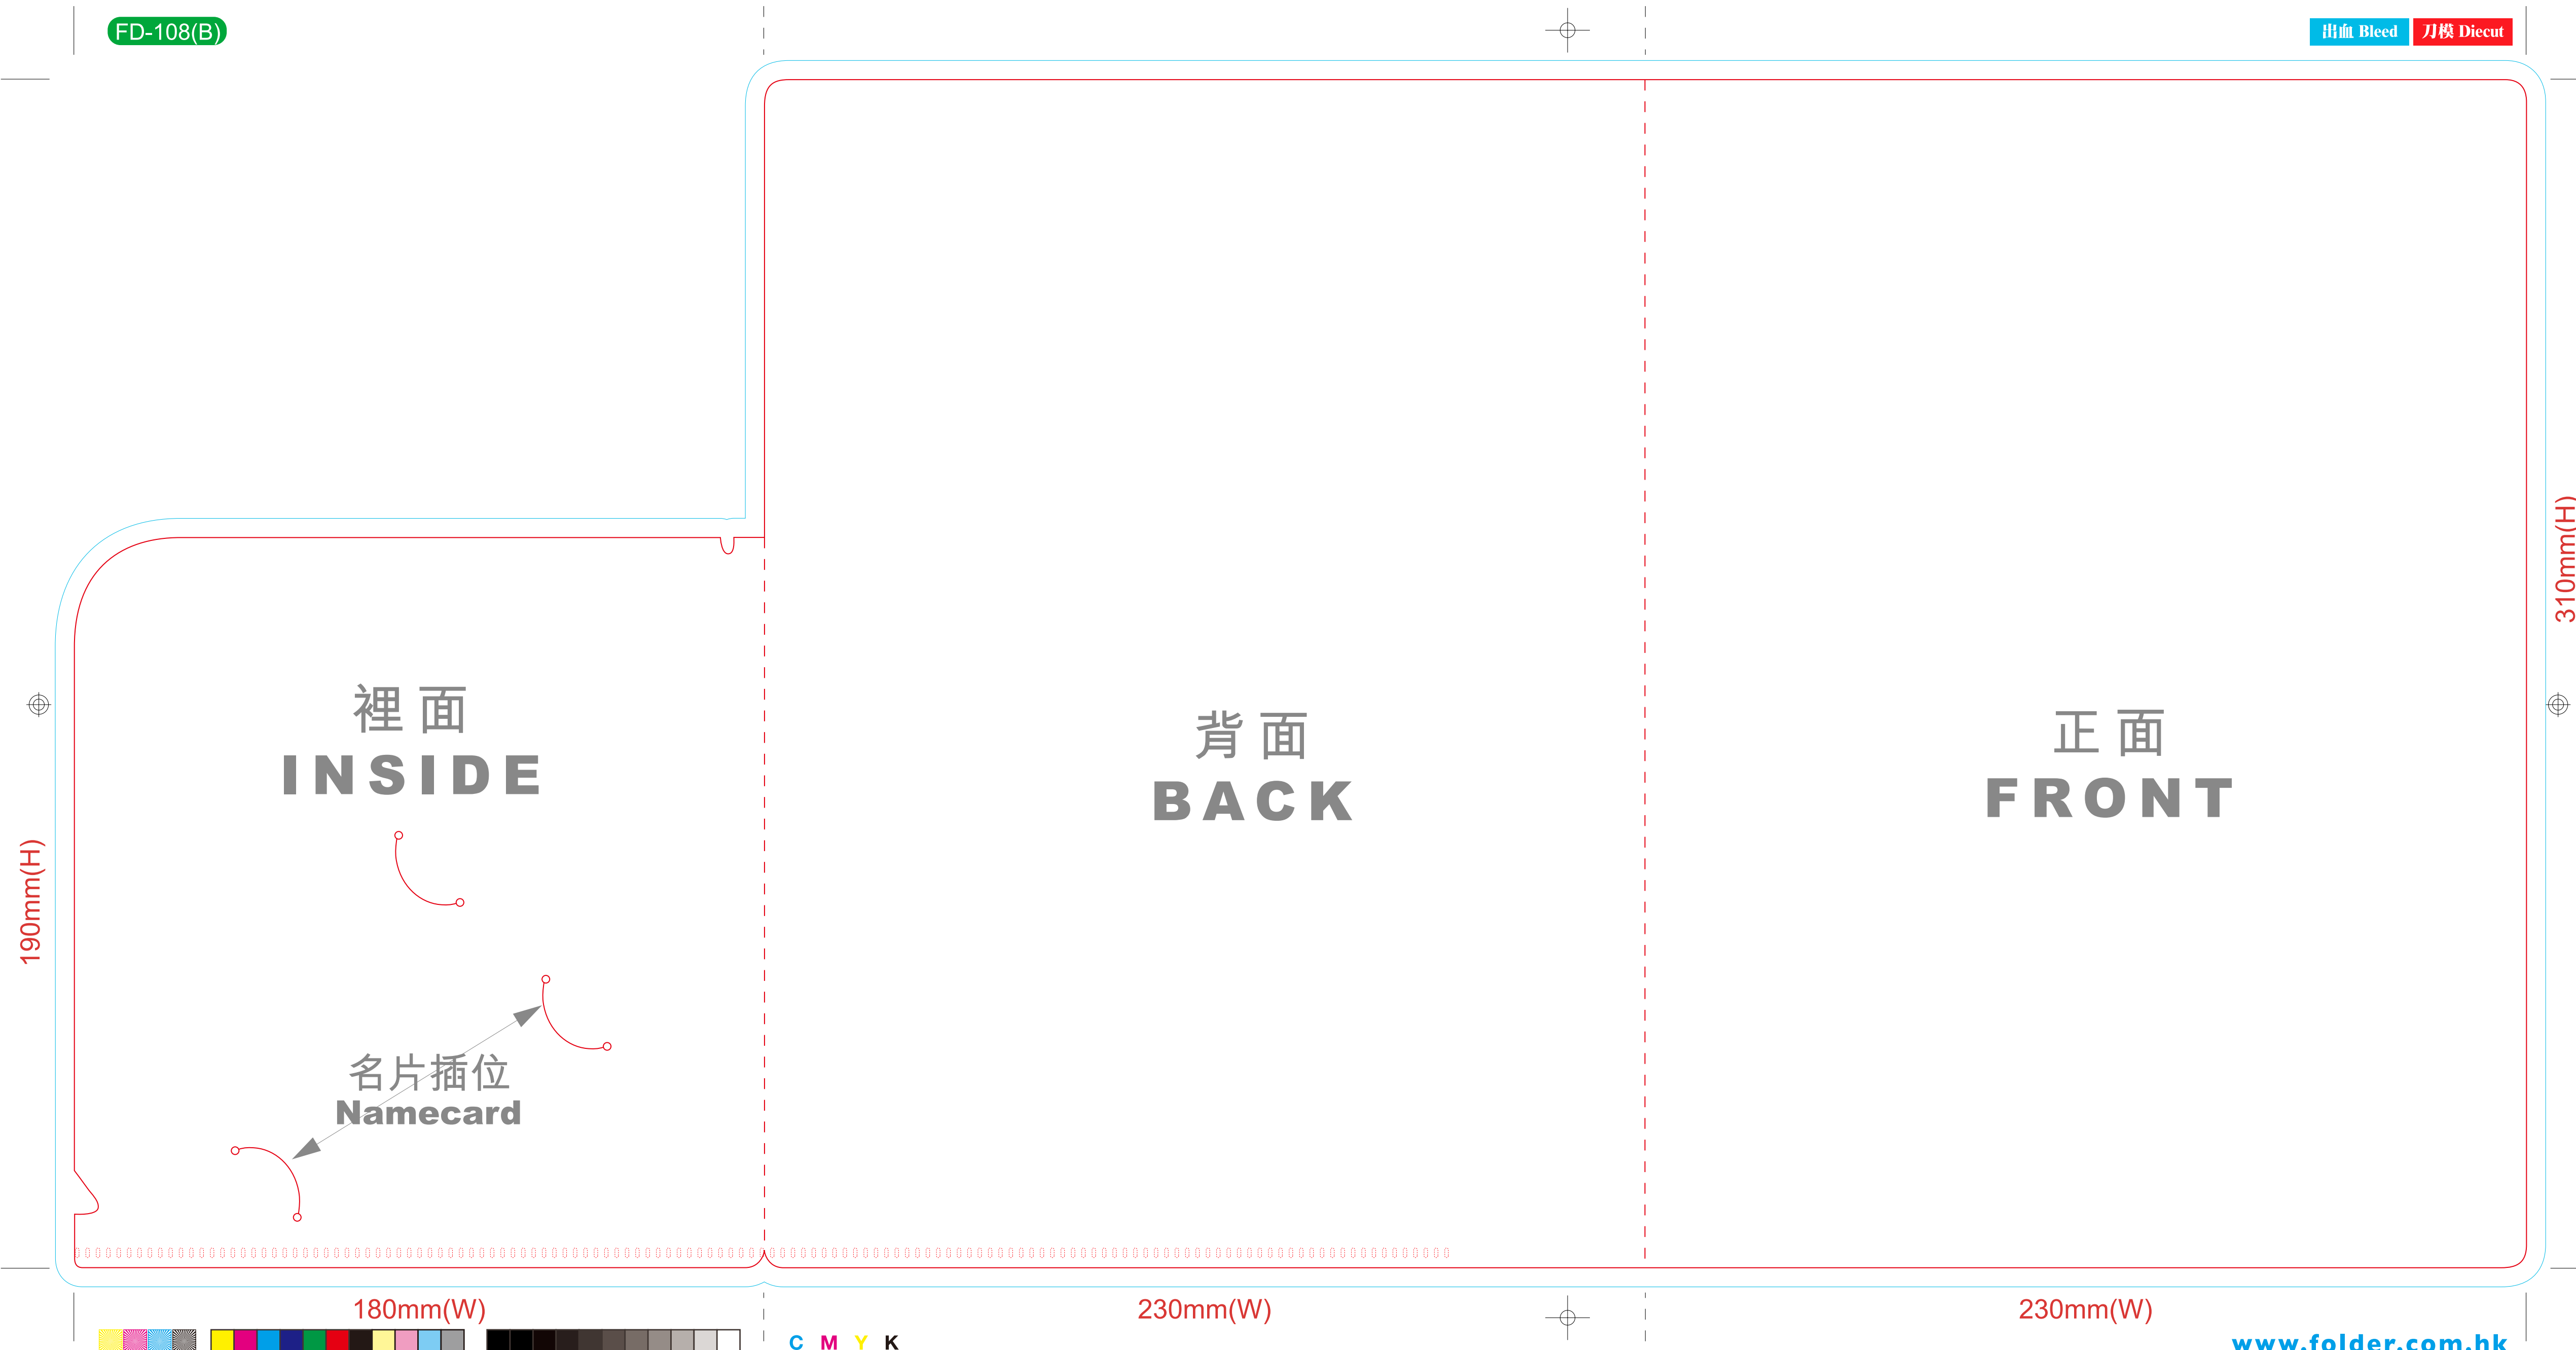 FD-108(B)
出血 Bleed
刀模 Diecut
310mm(H)
裡面
INSIDE
背面
BACK
正面
FRONT
190mm(H)
名片插位
Namecard
180mm(W)
230mm(W)
230mm(W)
C M Y K
www.folder.com.hk